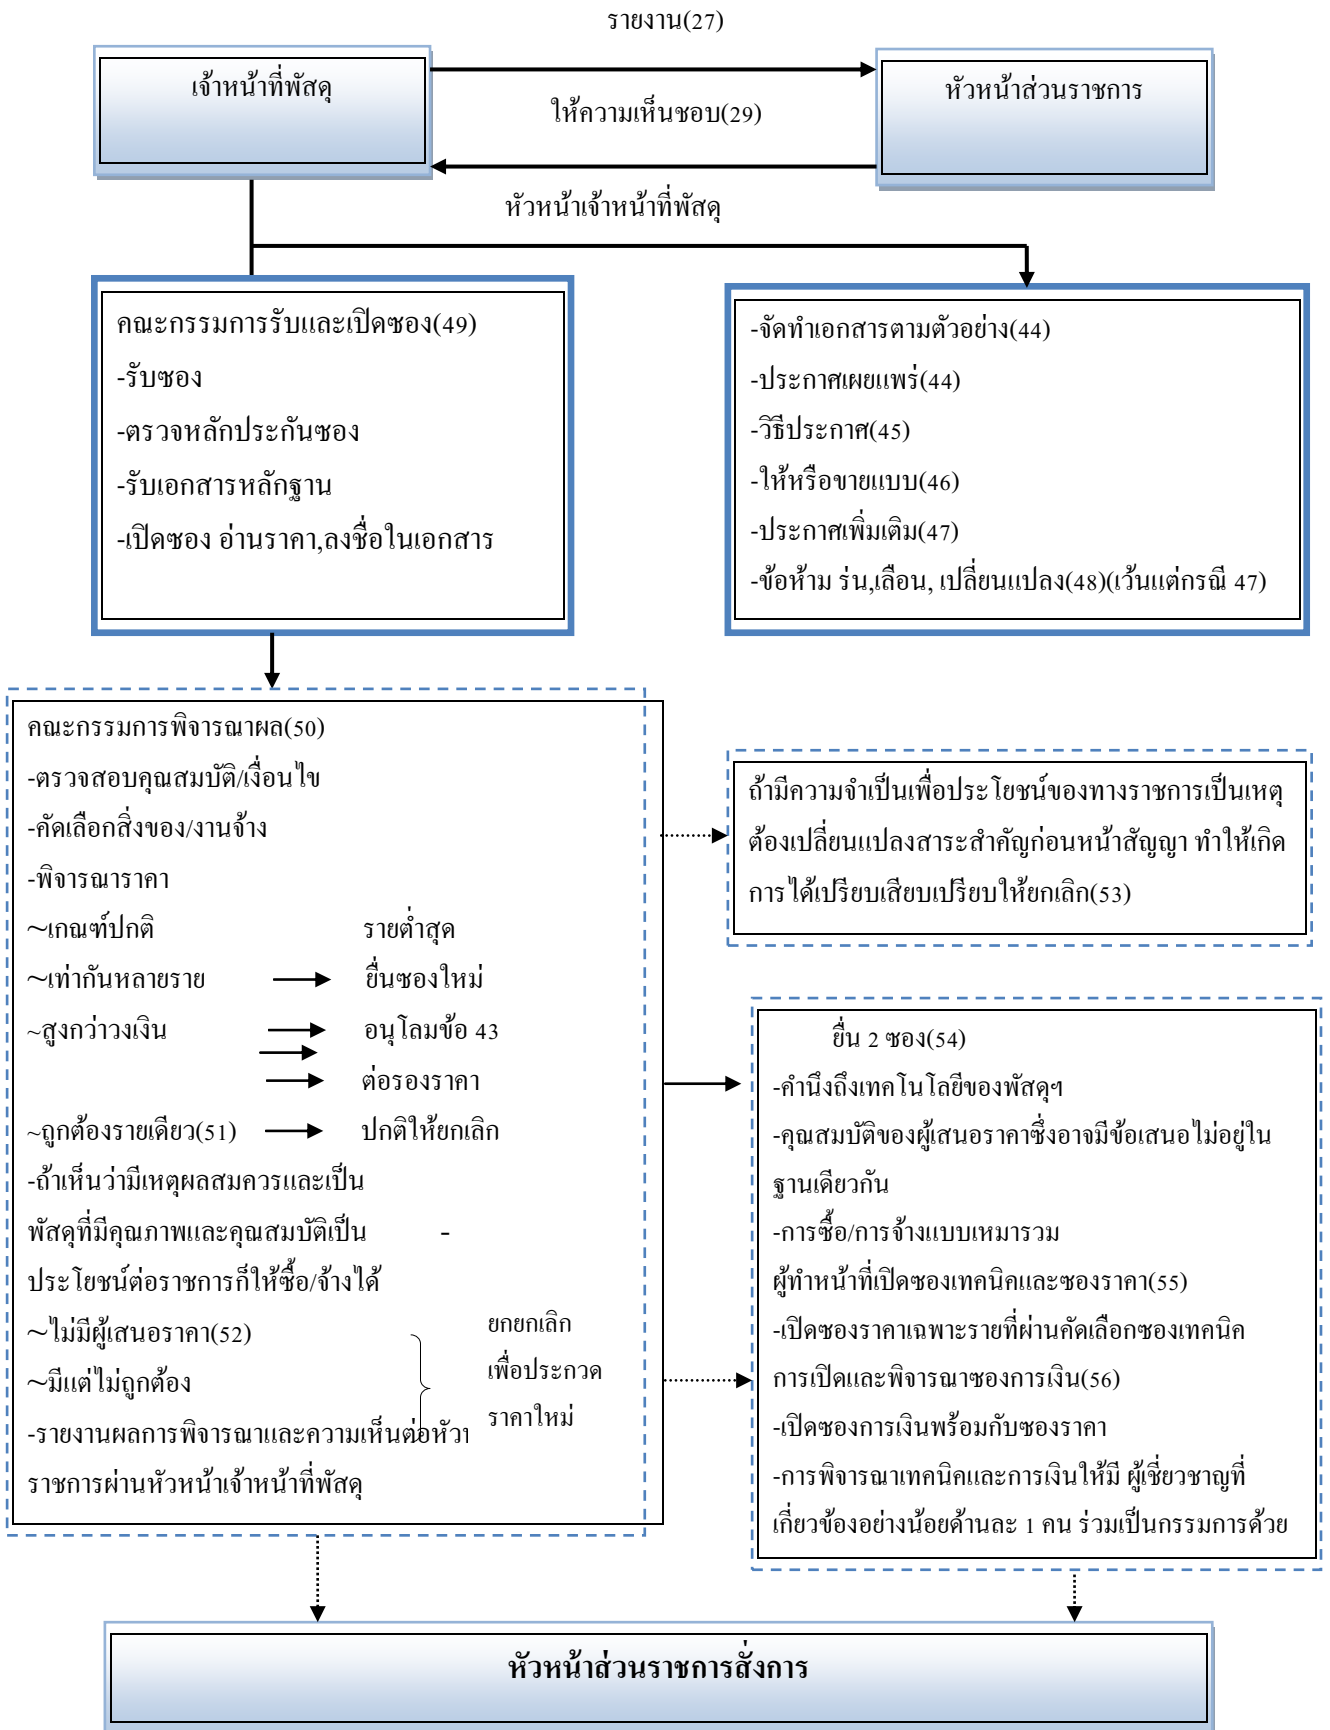 รายงาน(27)
เจ้าหน้าที่พัสดุ
หัวหน้าส่วนราชการ
ให้ความเห็นชอบ(29)
หัวหน้าเจ้าหน้าที่พัสดุ
คณะกรรมการรับและเปิดซอง(49)
-รับซอง
-ตรวจหลักประกันซอง
-รับเอกสารหลักฐาน
-เปิดซอง อ่านราคา,ลงชื่อในเอกสาร
-จัดทำเอกสารตามตัวอย่าง(44)
-ประกาศเผยแพร่(44)
-วิธีประกาศ(45)
-ให้หรือขายแบบ(46)
-ประกาศเพิ่มเติม(47)
-ข้อห้าม ร่น,เลือน, เปลี่ยนแปลง(48)(เว้นแต่กรณี 47)
คณะกรรมการพิจารณาผล(50)
-ตรวจสอบคุณสมบัติ/เงื่อนไข
-คัดเลือกสิ่งของ/งานจ้าง
-พิจารณาราคา
~เกณฑ์ปกติ รายต่ำสุด
~เท่ากันหลายราย ยื่นซองใหม่
~สูงกว่าวงเงิน อนุโลมข้อ 43
ต่อรองราคา
~ถูกต้องรายเดียว(51) ปกติให้ยกเลิก
-ถ้าเห็นว่ามีเหตุผลสมควรและเป็น
พัสดุที่มีคุณภาพและคุณสมบัติเป็น -
ประโยชน์ต่อราชการก็ให้ซื้อ/จ้างได้
~ไม่มีผู้เสนอราคา(52)
~มีแต่ไม่ถูกต้อง
ยกยกเลิก
เพื่อประกวด
ราคาใหม่
-รายงานผลการพิจารณาและความเห็นต่อหัวห
ราชการผ่านหัวหน้าเจ้าหน้าที่พัสดุ
ถ้ามีความจำเป็นเพื่อประโยชน์ของทางราชการเป็นเหตุ
ต้องเปลี่ยนแปลงสาระสำคัญก่อนหน้าสัญญา ทำให้เกิด
การได้เปรียบเสียบเปรียบให้ยกเลิก(53)
ยื่น 2 ซอง(54)
-คำนึงถึงเทคโนโลยีของพัสดุฯ
-คุณสมบัติของผู้เสนอราคาซึ่งอาจมีข้อเสนอไม่อยู่ใน
ฐานเดียวกัน
-การซื้อ/การจ้างแบบเหมารวม
ผู้ทำหน้าที่เปิดซองเทคนิคและซองราคา(55)
-เปิดซองราคาเฉพาะรายที่ผ่านคัดเลือกซองเทคนิค
การเปิดและพิจารณาซองการเงิน(56)
-เปิดซองการเงินพร้อมกับซองราคา
-การพิจารณาเทคนิคและการเงินให้มี ผู้เชี่ยวชาญที่
เกี่ยวข้องอย่างน้อยด้านละ 1 คน ร่วมเป็นกรรมการด้วย
หัวหน้าส่วนราชการสั่งการ